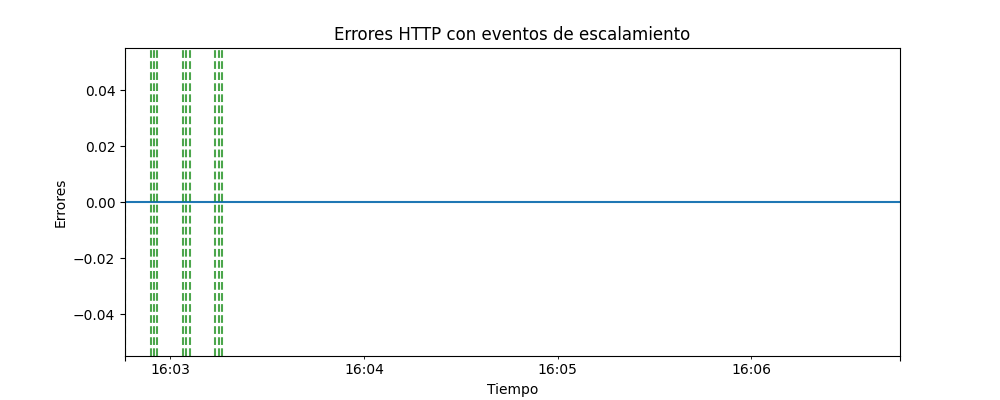 Errores HTTP con eventos de escalamiento
0.04
0.02
0.00
−0.02
−0.04
Errores
16:03 16:04 16:05 16:06
Tiempo